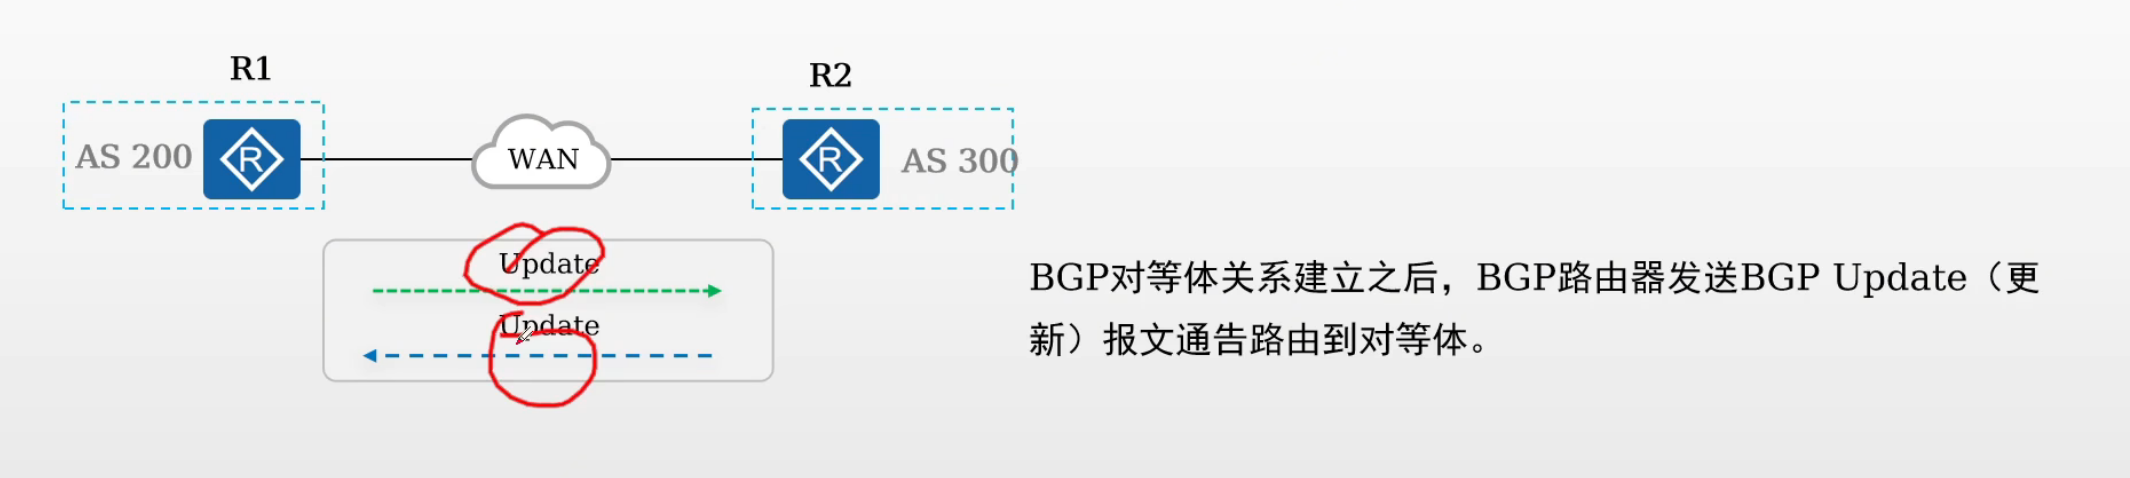 R1
R2
AS 200
R
WAN
R
AS 300
Update
Update
BGP对等体关系建立之后，BGP路由器发送BGP Update（更
新）报文通告路由到对等体。